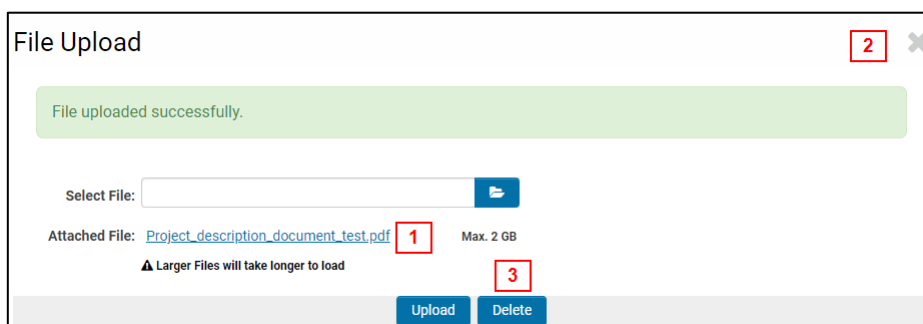 File Upload
2
File uploaded successfully.
Select File:
Attached File: Project_description_document_test.pdf 1 Max. 2 GB
Larger Files will take longer to load
3
Upload Delete